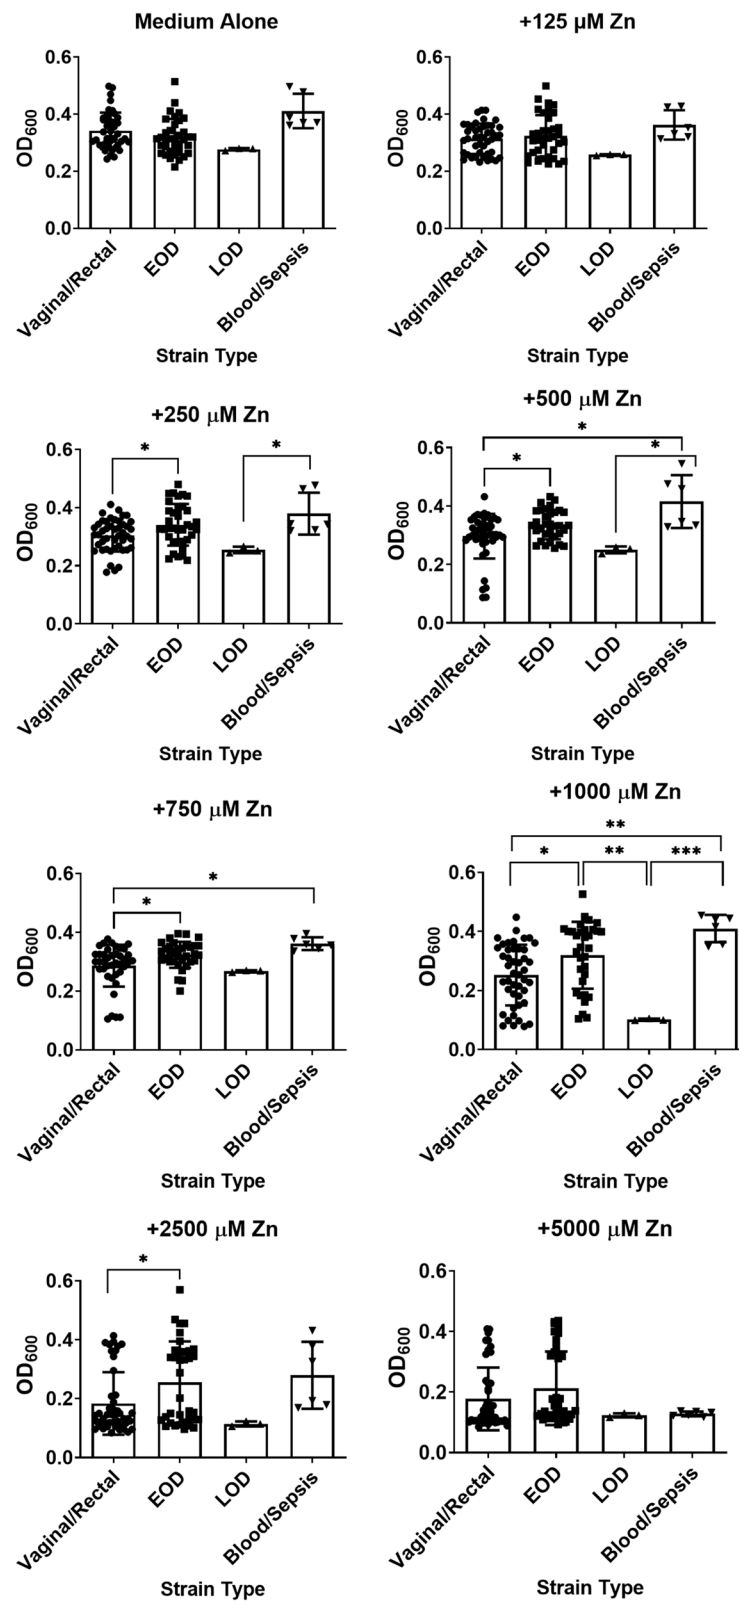 Medium Alone
0.6
0.4
0.2
0.0
OD600
Vaginal/Rectal
EOD
LOD
Blood/Sepsis
Strain Type
+125 µM Zn
0.6
0.4
0.2
0.0
OD600
Vaginal/Rectal
EOD
LOD
Blood/Sepsis
Strain Type
+250 µM Zn
* *
0.6
0.4
0.2
0.0
OD600
Vaginal/Rectal
EOD
LOD
Blood/Sepsis
Strain Type
+500 µM Zn
*
* *
0.6
0.4
0.2
0.0
OD600
Vaginal/Rectal
EOD
LOD
Blood/Sepsis
Strain Type
+750 µM Zn
*
*
0.6
0.4
0.2
0.0
OD600
Vaginal/Rectal
EOD
LOD
Blood/Sepsis
Strain Type
+1000 µM Zn
**
* ** ***
0.6
0.4
0.2
0.0
OD600
Vaginal/Rectal
EOD
LOD
Blood/Sepsis
Strain Type
+2500 µM Zn
*
0.6
0.4
0.2
0.0
OD600
Vaginal/Rectal
EOD
LOD
Blood/Sepsis
Strain Type
+5000 µM Zn
0.6
0.4
0.2
0.0
OD600
Vaginal/Rectal
EOD
LOD
Blood/Sepsis
Strain Type